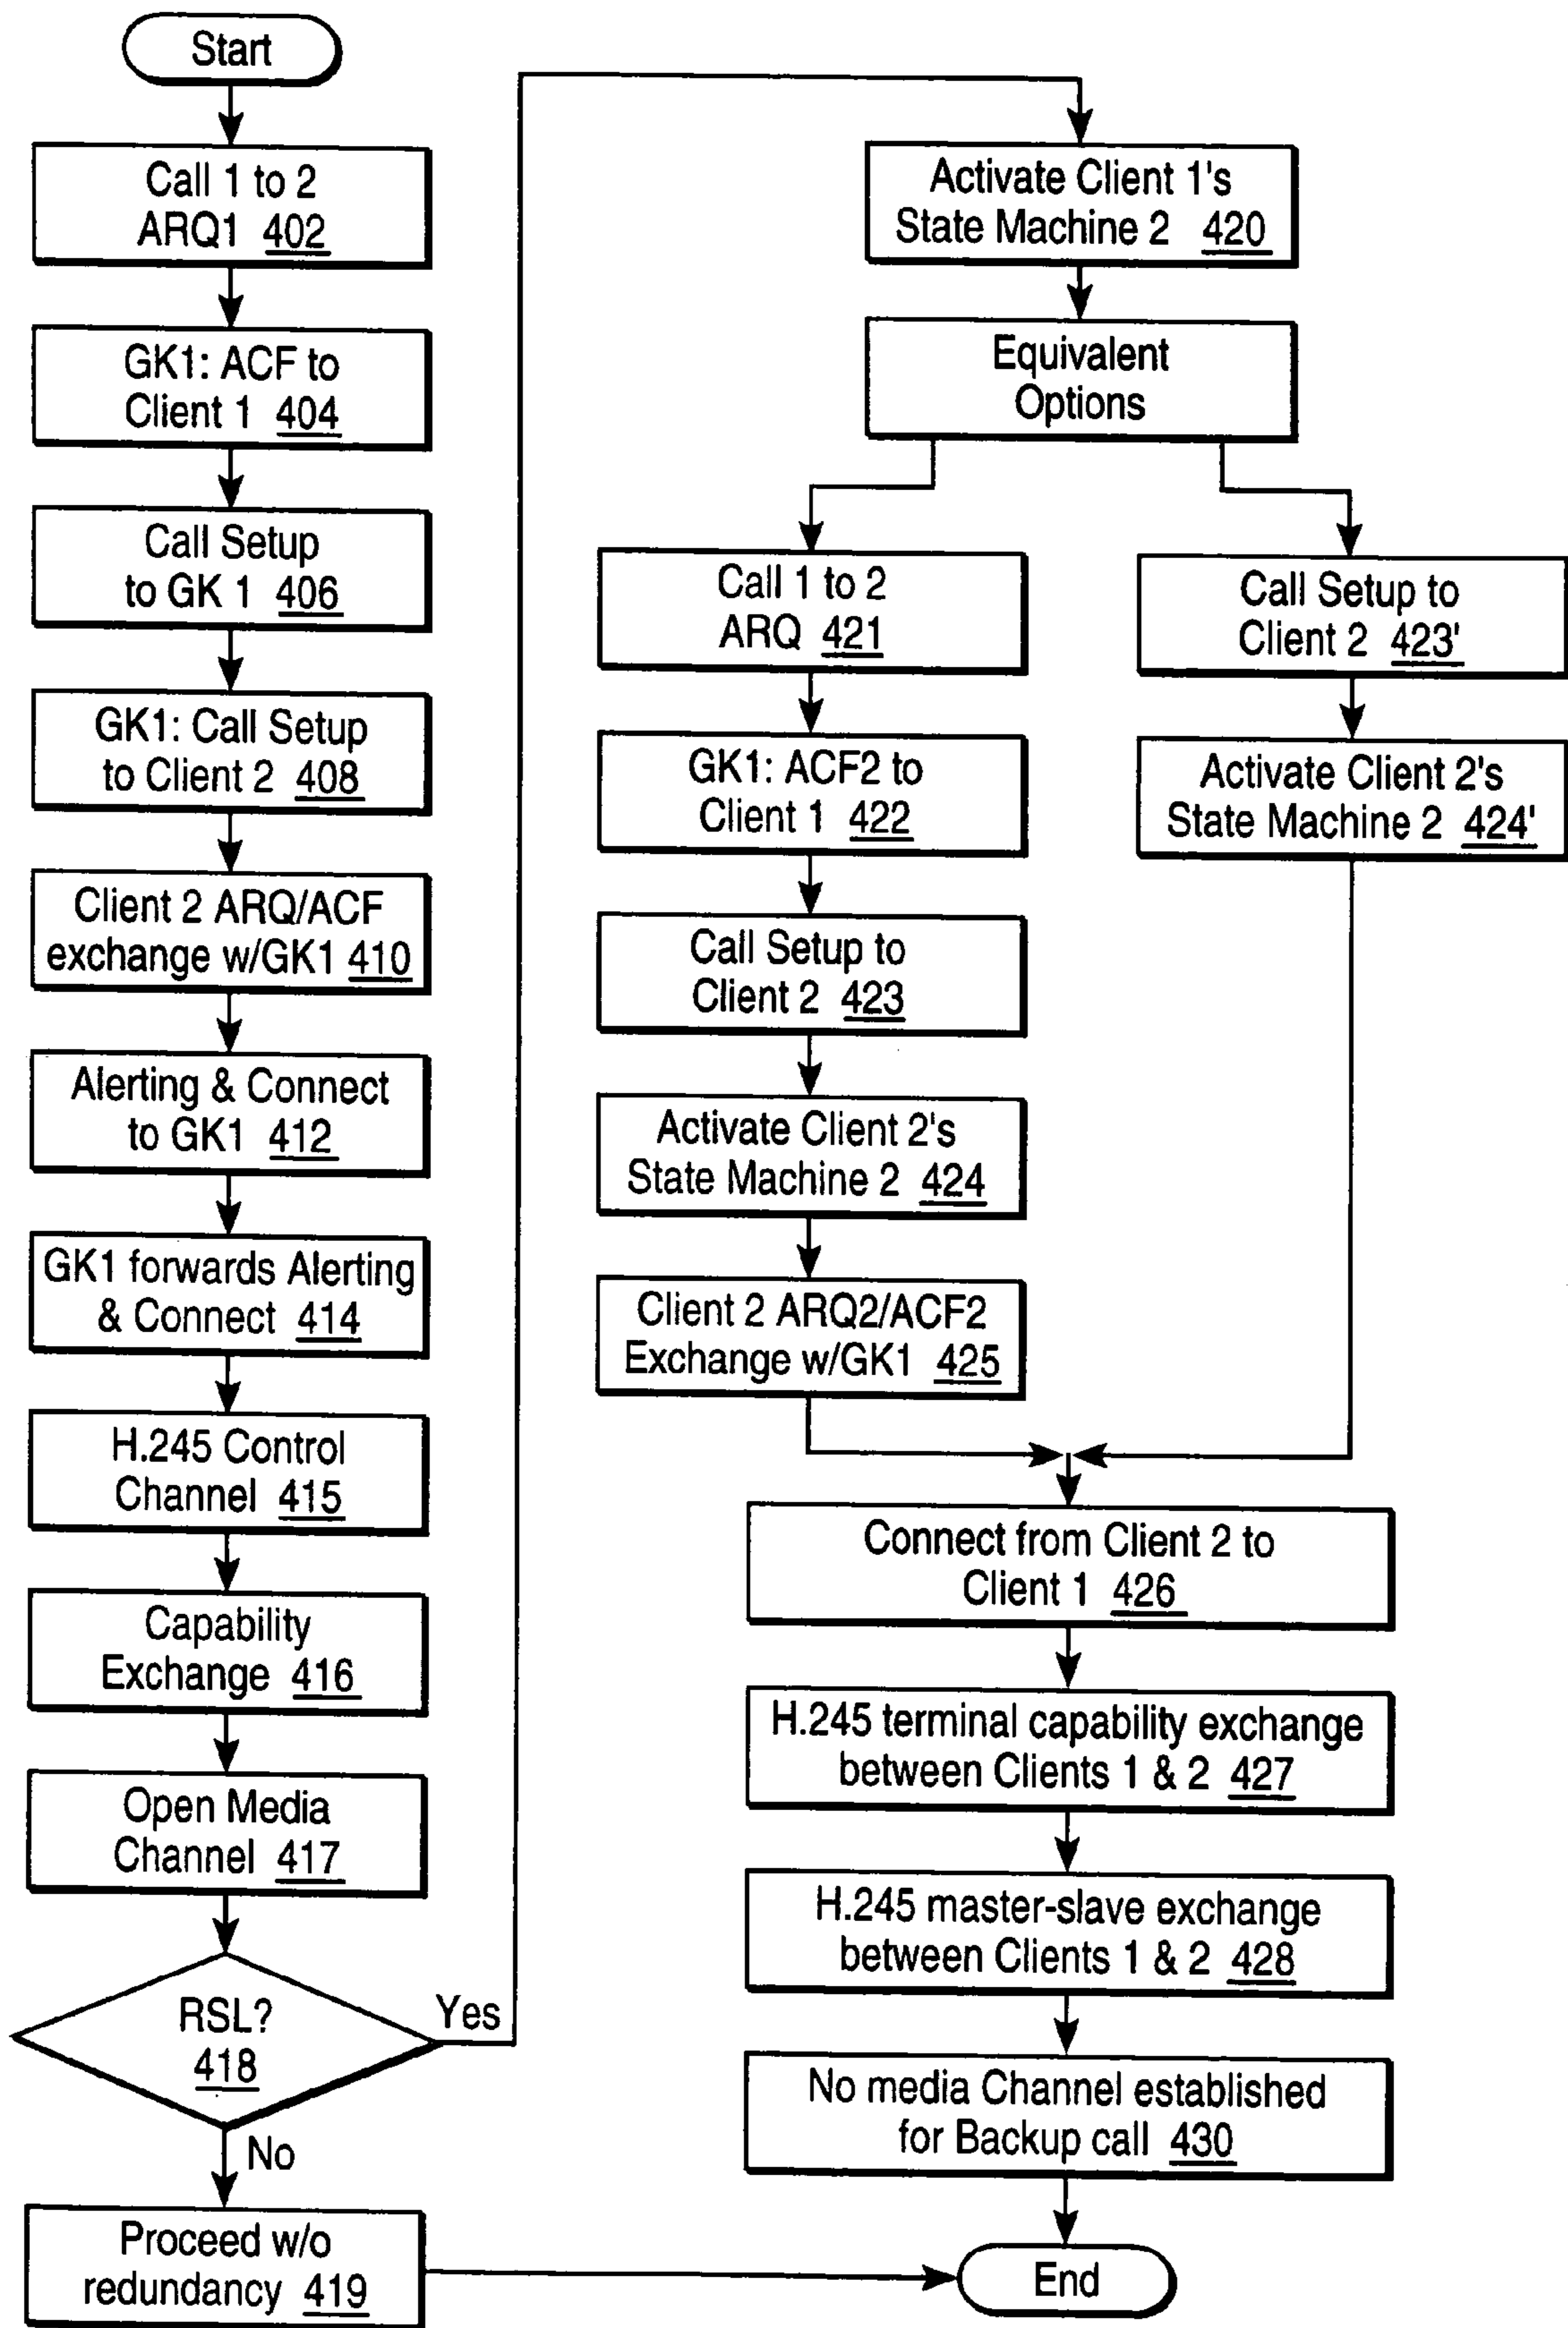 Start
Call 1 to 2
ARQ1 402
GK1: ACF to
Client 1 404
Call Setup
to GK 1 406
GK1: Call Setup
to Client 2 408
Client 2 ARQ/ACF
exchange w/GK1 410
Alerting & Connect
to GK1 412
GK1 forwards Alerting
& Connect 414
H.245 Control
Channel 415
Capability
Exchange 416
Open Media
Channel 417
RSL?
418
Yes
No
Proceed w/o
redundancy 419
Activate Client 1's
State Machine 2 420
Equivalent
Options
Call 1 to 2
ARQ 421
GK1: ACF2 to
Client 1 422
Call Setup to
Client 2 423
Activate Client 2's
State Machine 2 424
Client 2 ARQ2/ACF2
Exchange w/GK1 425
Call Setup to
Client 2 423'
Activate Client 2's
State Machine 2 424'
Connect from Client 2 to
Client 1 426
H.245 terminal capability exchange
between Clients 1 & 2 427
H.245 master-slave exchange
between Clients 1 & 2 428
No media Channel established
for Backup call 430
End